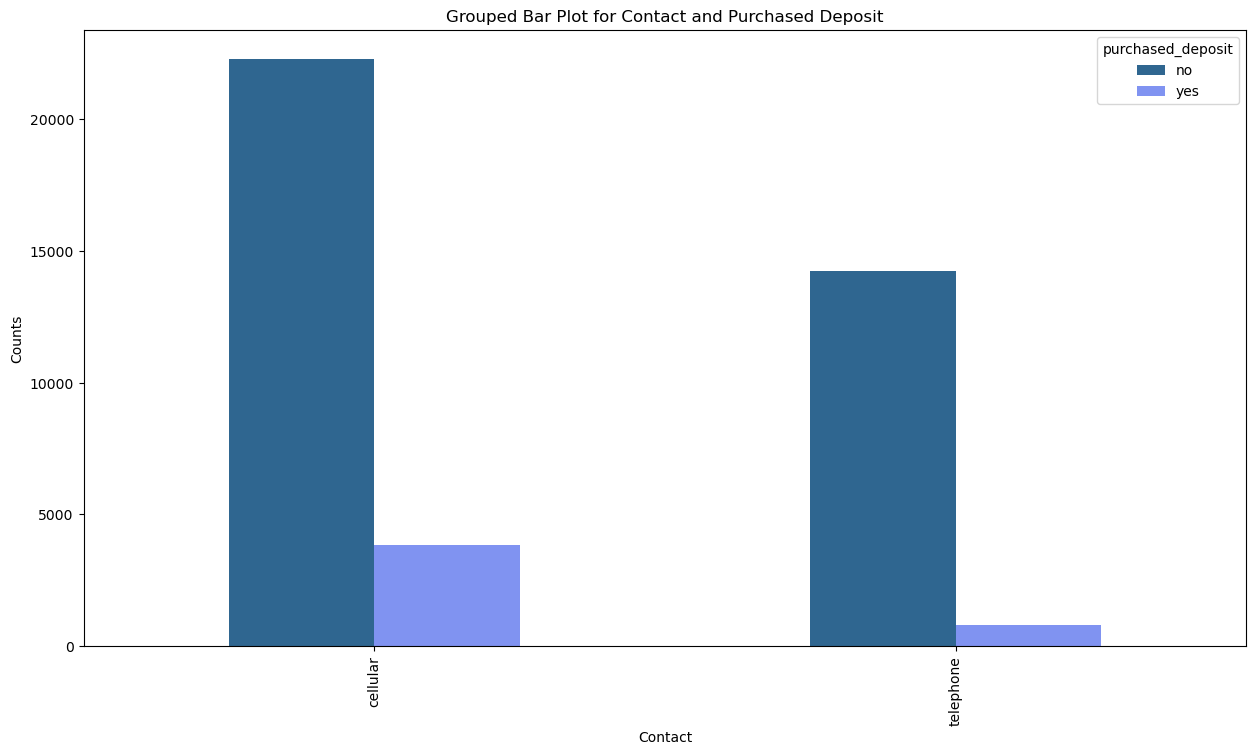 Grouped Bar Plot for Contact and Purchased Deposit
purchased_deposit
no
yes
20000
15000
10000
5000
0
Counts
cellular
telephone
Contact